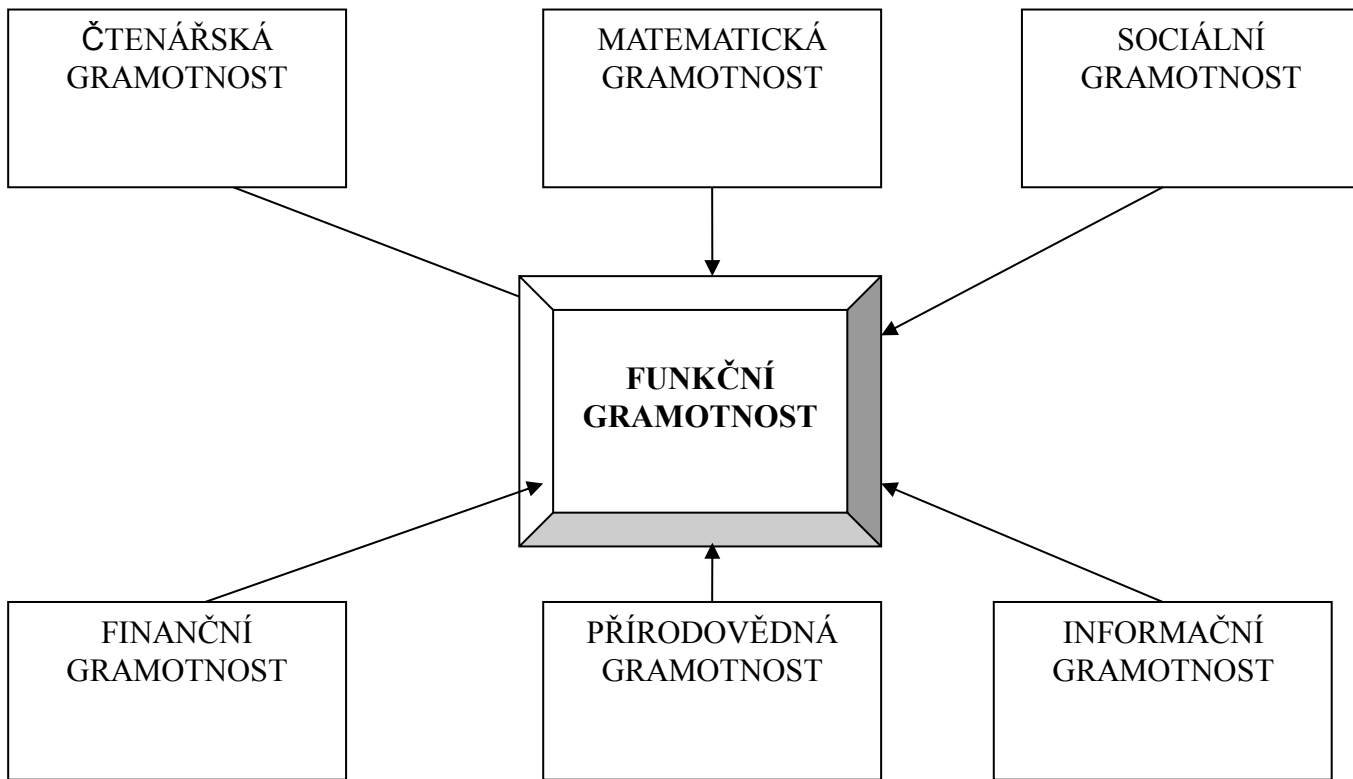 ČTENÁŘSKÁ
GRAMOTNOST
MATEMATICKÁ
GRAMOTNOST
SOCIÁLNÍ
GRAMOTNOST
FUNKČNÍ
GRAMOTNOST
FINANČNÍ
GRAMOTNOST
PŘÍRODOVĚDNÁ
GRAMOTNOST
INFORMAČNÍ
GRAMOTNOST